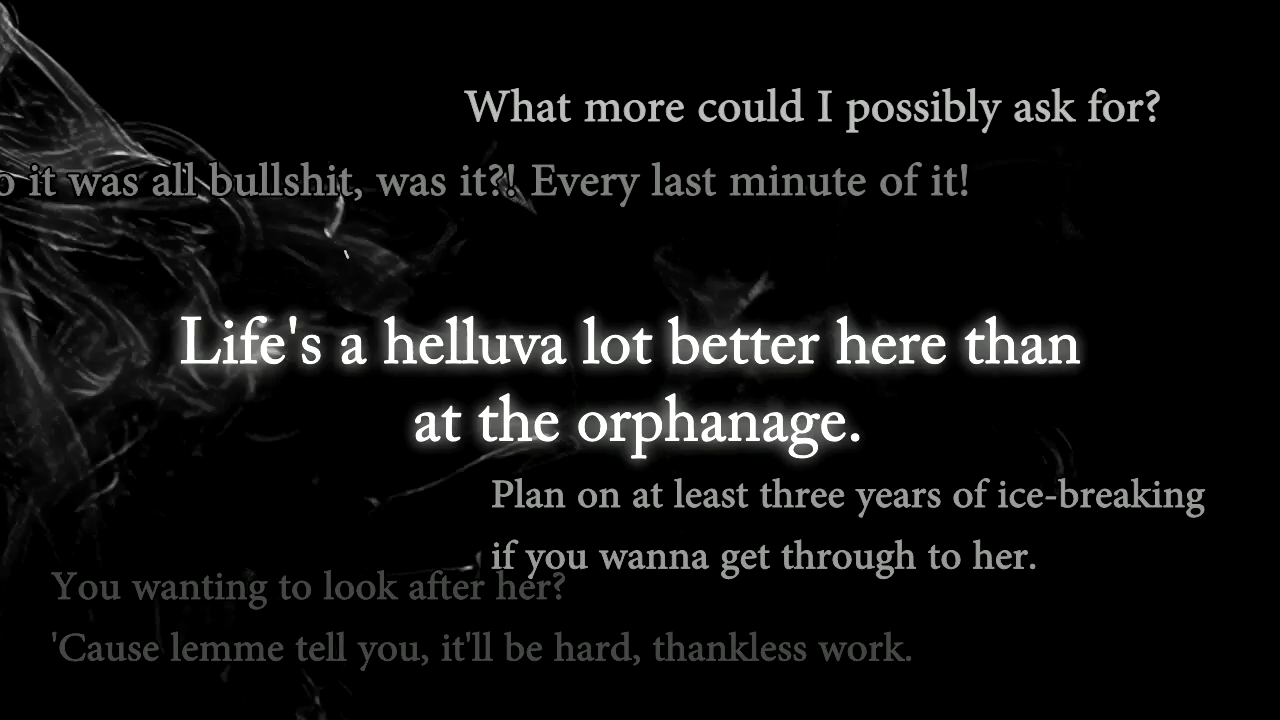 What more could I possibly ask for?
o it was all bullshit, was it?! Every last minute of it!
Life's a helluva lot better here than
at the orphanage.
Plan on at least three years of ice-breaking
if you wanna get through to her.
You wanting to look after her?
'Cause lemme tell you, it'll be hard, thankless work.